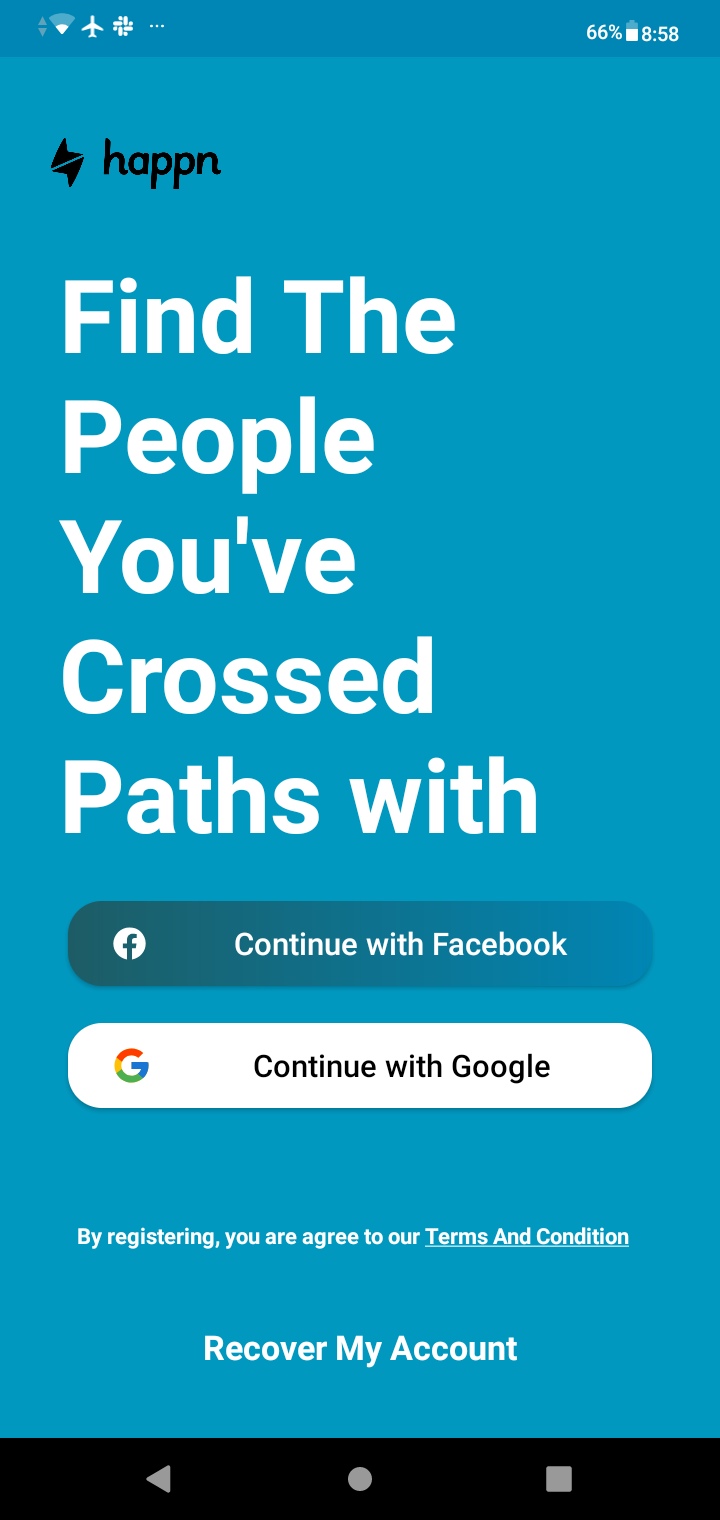 66% 8:58
happn
Find The
People
You've
Crossed
Paths with
Continue with Facebook
Continue with Google
By registering, you are agree to our Terms And Condition
Recover My Account